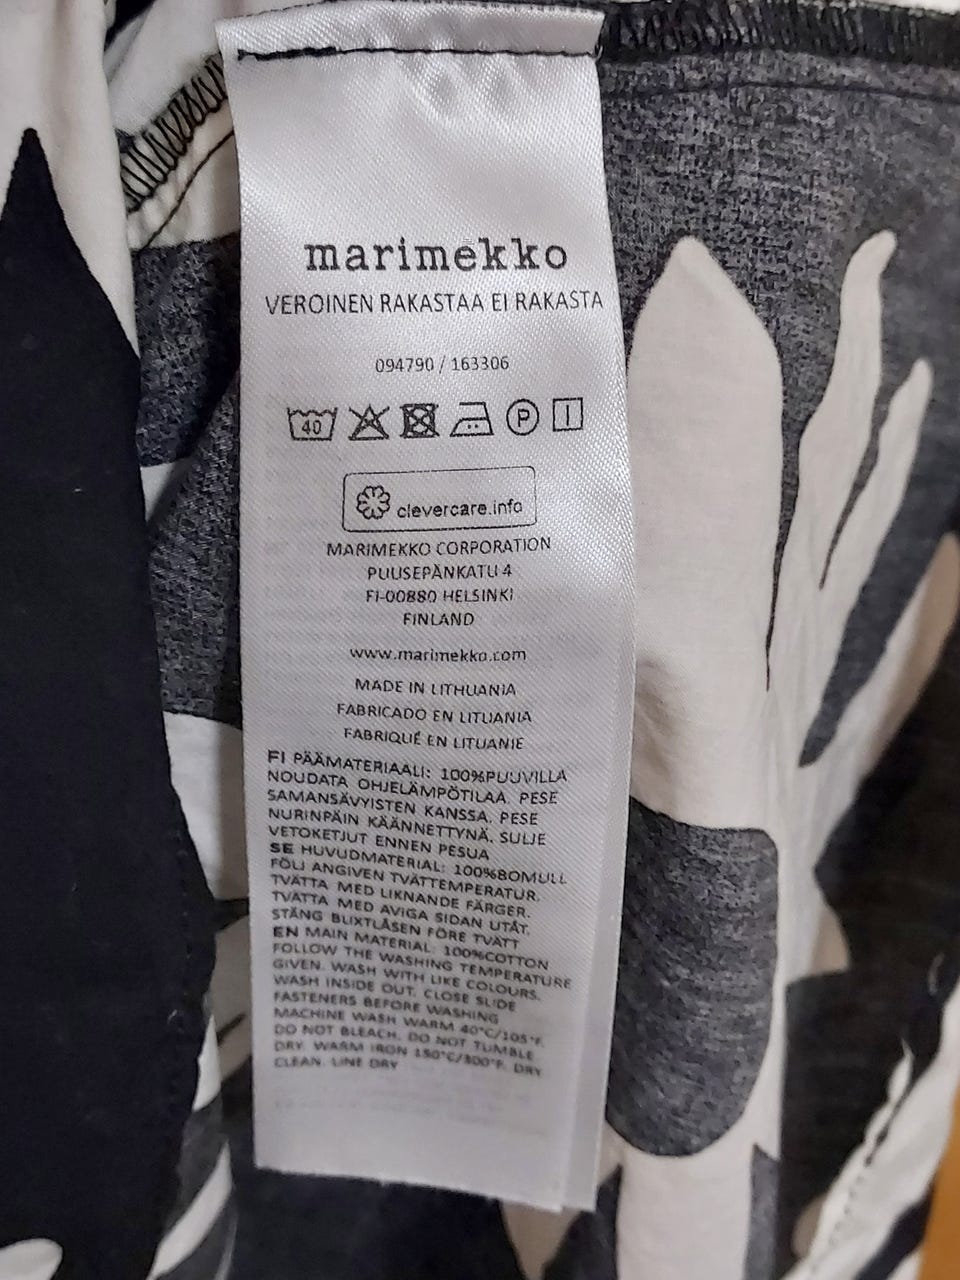 marimekko
VEROINEN RAKASTAA EI RAKASTA
094790 / 163306
40 P
clevercare.info
MARIMEKKO CORPORATION
PUUSEPÄNKATU 4
FI-00880 HELSINKI
FINLAND
www.marimekko.com
MADE IN LITHUANIA
FABRICADO EN LITUANIA
FABRIQUÉ EN LITUANIE
FI PÄÄMATERIAALI: 100%PUUVILLA
NOUDATA OHJELÄMPÖTILAA. PESE
SAMANSÄVYISTEN KANSSA. PESE
NURINPÄIN KÄÄNNETTYNÄ. SULJE
VETOKETJUT ENNEN PESUA
SE HUVUDMATERIAL: 100%BOMULL
FÖLJ ANGIVEN TVÄTTEMPERATUR.
TVÄTTA MED LIKNANDE FÄRGER.
TVÄTTA MED AVIGA SIDAN UTÅT.
STÄNG BLIXTLÅSEN FÖRE TVÄTT
EN MAIN MATERIAL: 100%COTTON
FOLLOW THE WASHING TEMPERATURE
GIVEN. WASH WITH LIKE COLOURS.
WASH INSIDE OUT. CLOSE SLIDE
FASTENERS BEFORE WASHING
MACHINE WASH WARM 40°C/105°F.
DO NOT BLEACH. DO NOT TUMBLE
DRY. WARM IRON 150°C/300°F. DRY
CLEAN. LINE DRY